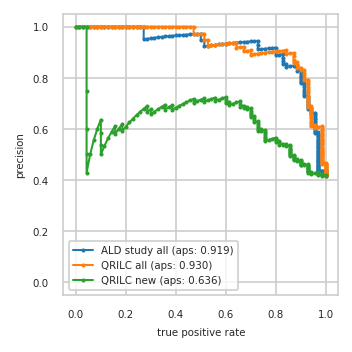 1.0
0.8
0.6
0.4
0.2
0.0
precision
ALD study all (aps: 0.919)
QRILC all (aps: 0.930)
QRILC new (aps: 0.636)
0.0 0.2 0.4 0.6 0.8 1.0
true positive rate